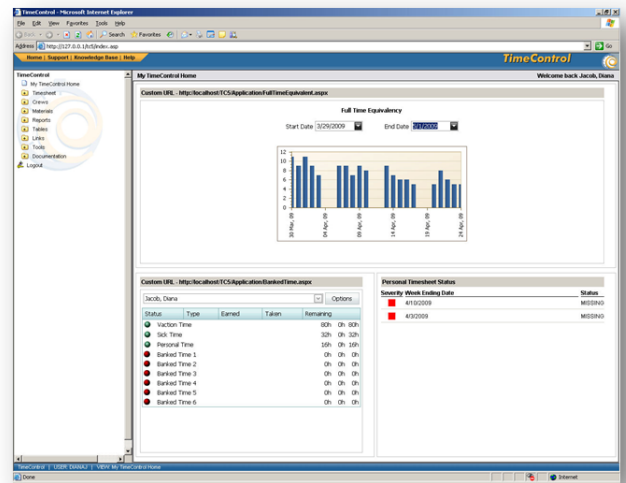 TimeControl - Microsoft Internet Explorer
File Edit View Favorites Tools Help
Back Search Favorites
Address http://127.0.0.1/tc5/index.asp Go
Home | Support | Knowledge Base | Help
TimeControl
TimeControl
My TimeControl Home
Timesheet
Crews
Materials
Reports
Tables
Links
Tools
Documentation
Logout
My TimeControl Home Welcome back Jacob, Diana
Custom URL - http://localhost/TC5/Application/FullTimeEquivalent.aspx
Full Time Equivalency
Start Date 3/29/2009 End Date
12
10
8
6
4
2
0
30 Mar, 09
04 Apr, 09
09 Apr, 09
14 Apr, 09
19 Apr, 09
24 Apr, 09
Custom URL - http://localhost/TC5/Application/BankedTime.aspx
Jacob, Diana Options
Status Type Earned Taken Remaining
Vaction Time 80h 0h 80h
Sick Time 32h 0h 32h
Personal Time 16h 0h 16h
Banked Time 1 0h 0h 0h
Banked Time 2 0h 0h 0h
Banked Time 3 0h 0h 0h
Banked Time 4 0h 0h 0h
Banked Time 5 0h 0h 0h
Banked Time 6 0h 0h 0h
Personal Timesheet Status
Severity Week Ending Date Status
4/10/2009 MISSING
4/3/2009 MISSING
TimeControl | USER: DIANAJ | VIEW: My TimeControl Home
Done Internet